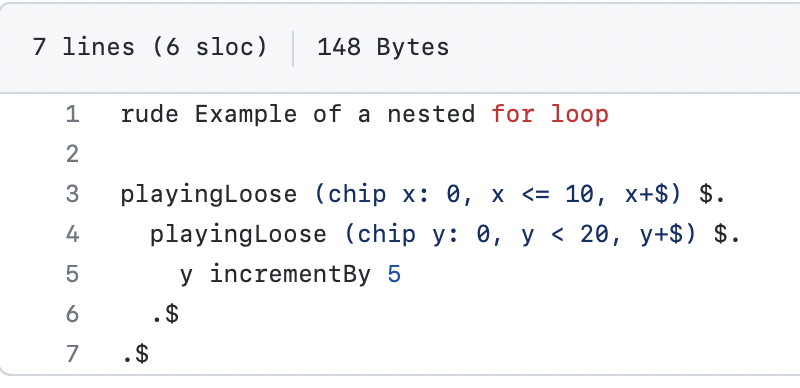 7 lines (6 sloc) 148 Bytes
1 rude Example of a nested for loop
2
3 playingLoose (chip x: 0, x <= 10, x+$) $.
4 playingLoose (chip y: 0, y < 20, y+$) $.
5 y incrementBy 5
6 .$
7 .$